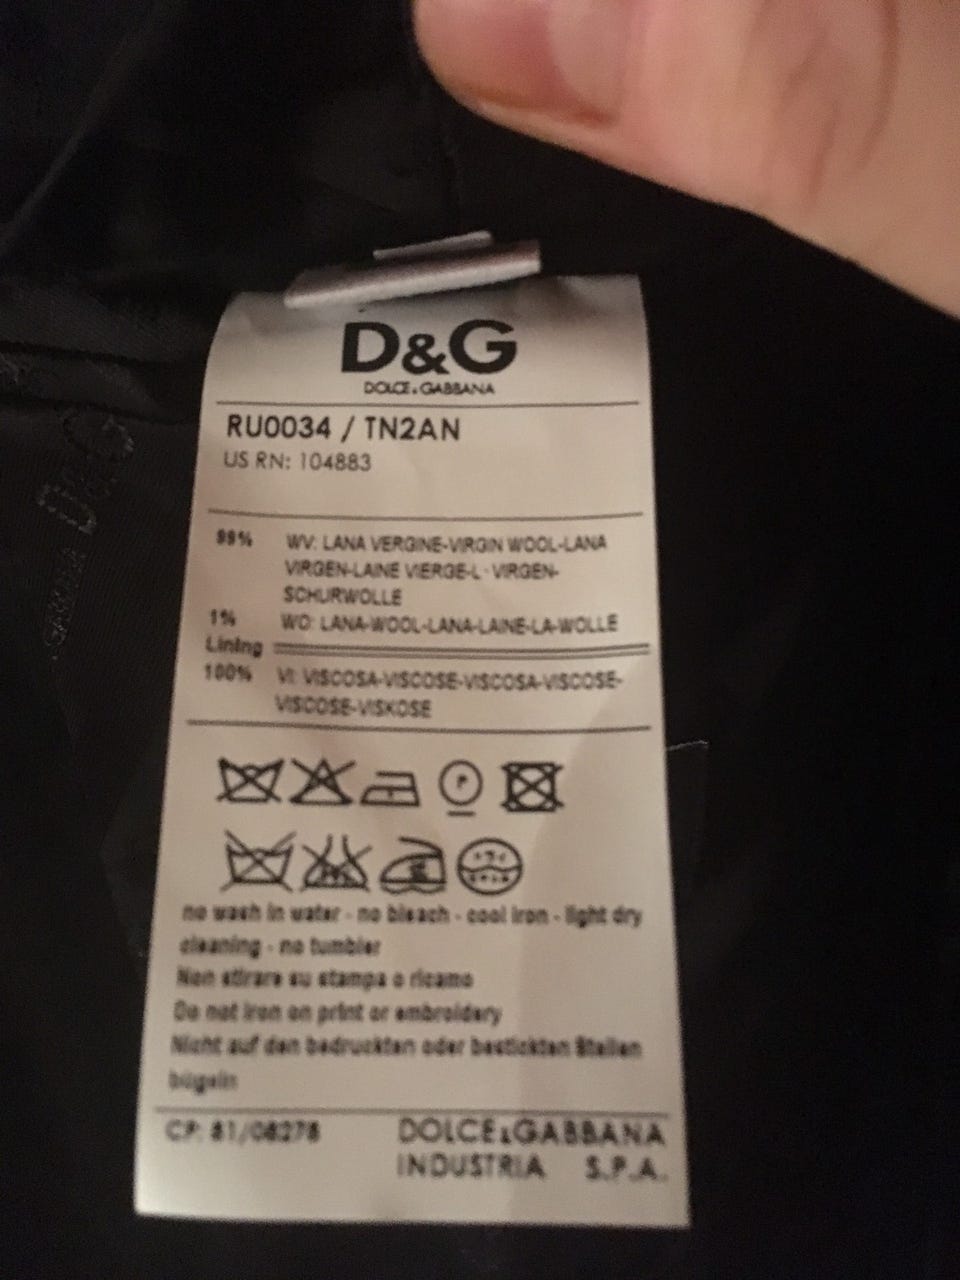 D&G
DOLCE & GABBANA
RU0034 / TN2AN
US RN: 104883
99% WV: LANA VERGINE-VIRGIN WOOL-LANA
VIRGEN-LAINE VIERGE-L · VIRGEN-
SCHURWOLLE
1% WO: LANA-WOOL-LANA-LAINE-LA-WOLLE
Lining
100% VI: VISCOSA-VISCOSE-VISCOSA-VISCOSE-
VISCOSE-VISKOSE
no wash in water - no bleach - cool iron - light dry
cleaning - no tumbler
Non stirare su stampa o ricamo
Do not iron on print or embroidery
Nicht auf den bedruckten oder bestickten Stellen
bügeln
CP: 81/08278
DOLCE & GABBANA
INDUSTRIA S.P.A.
D&G